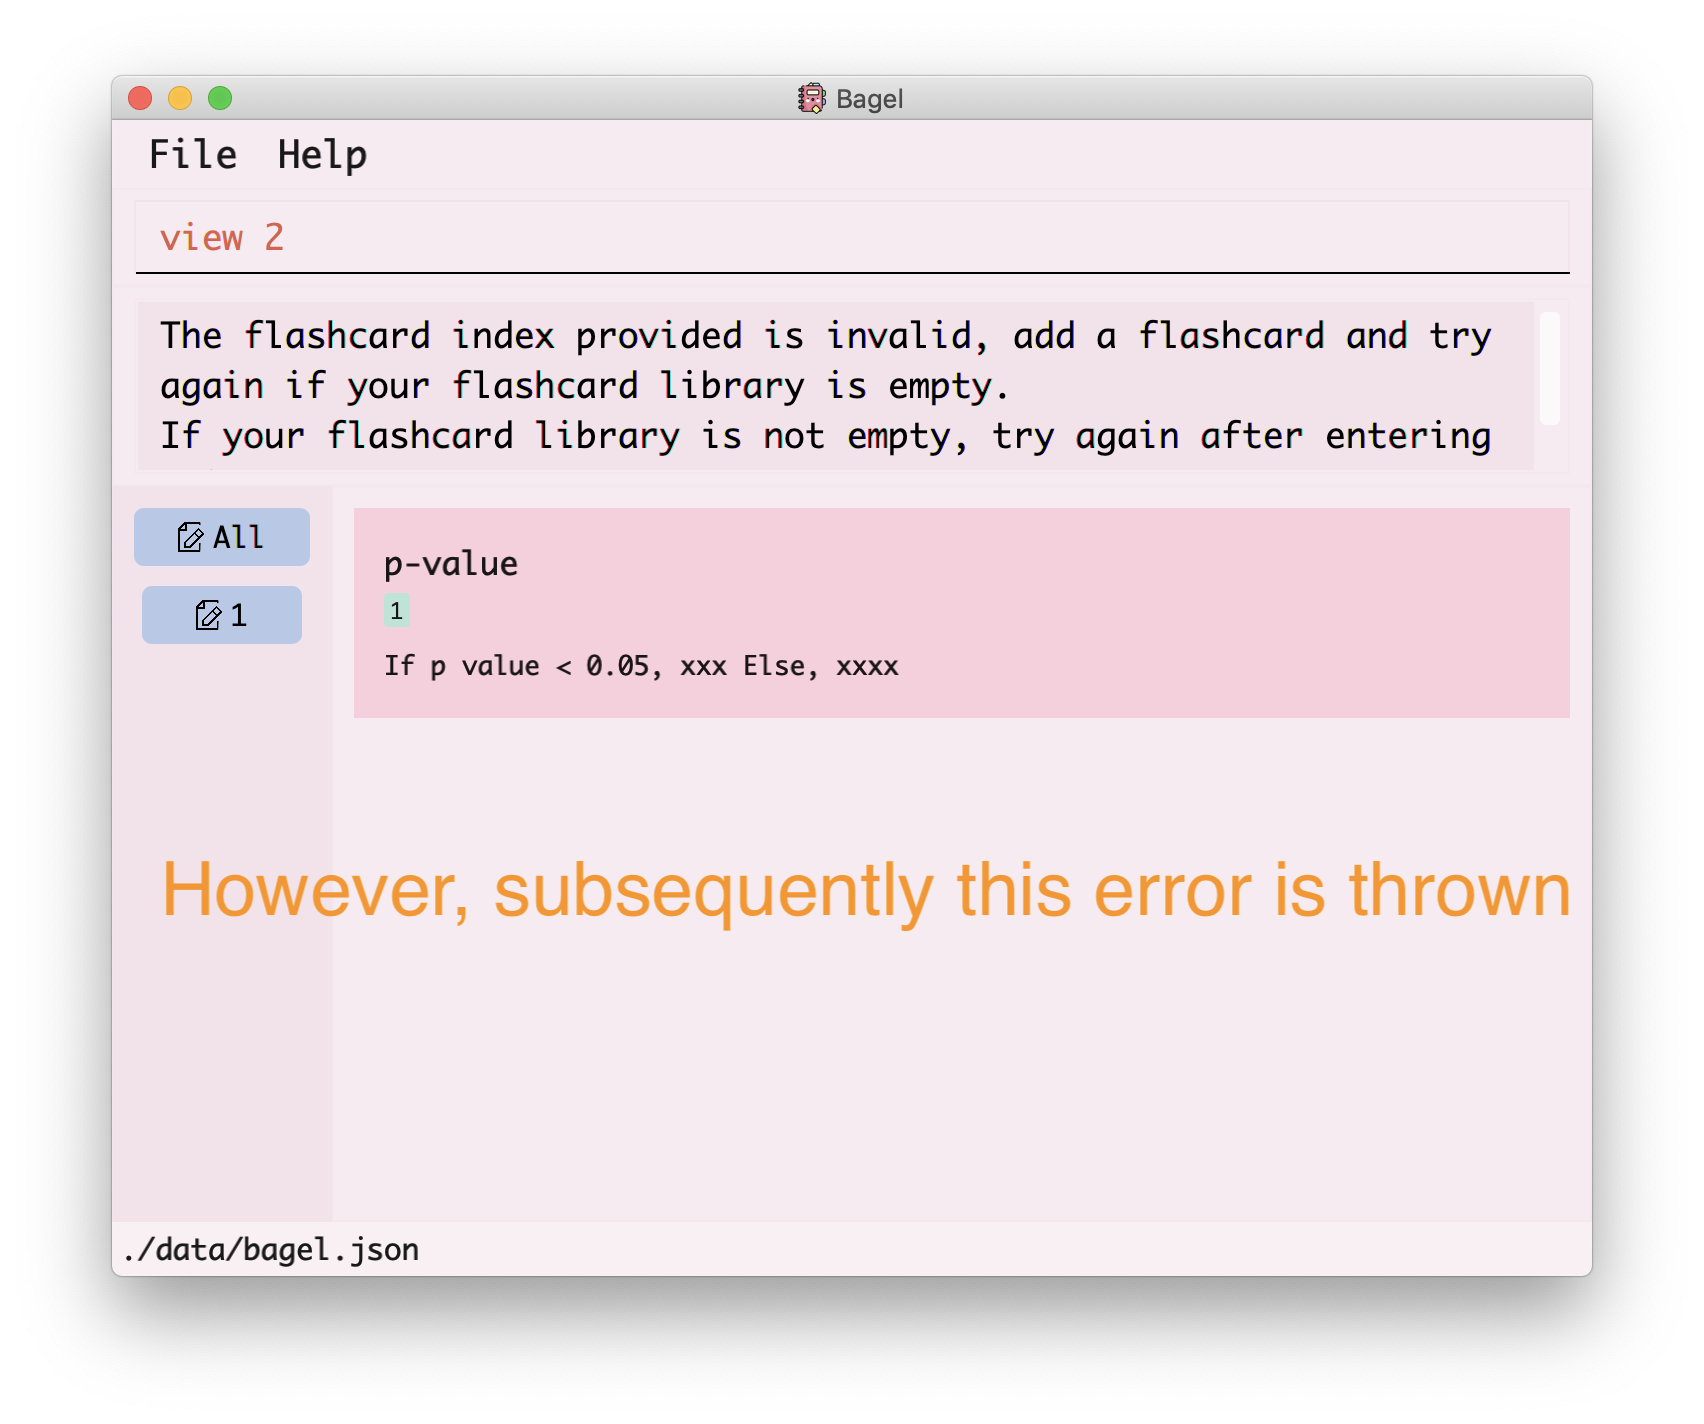 Bagel
File Help
view 2
The flashcard index provided is invalid, add a flashcard and try
again if your flashcard library is empty.
If your flashcard library is not empty, try again after entering
All
1
p-value
1
If p value < 0.05, xxx Else, xxxx
However, subsequently this error is thrown
./data/bagel.json